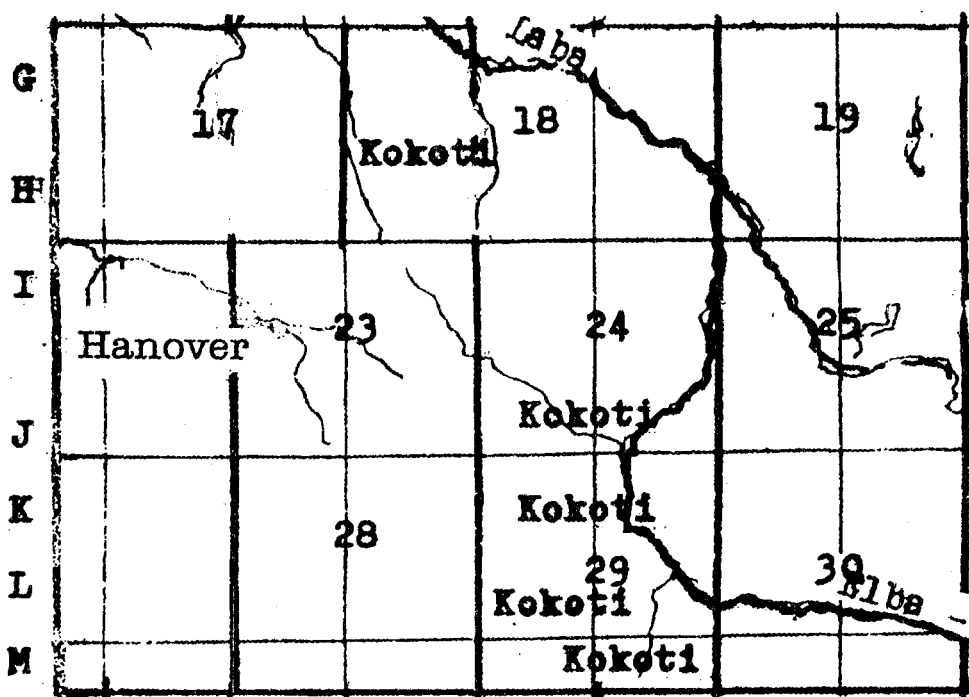 Laba
G
17
18
19
Kokoti
H
I
23
24
25
Hanover
Kokoti
J
K
Kokoti
28
29
30
L
Elba
Kokoti
M
Kokoti